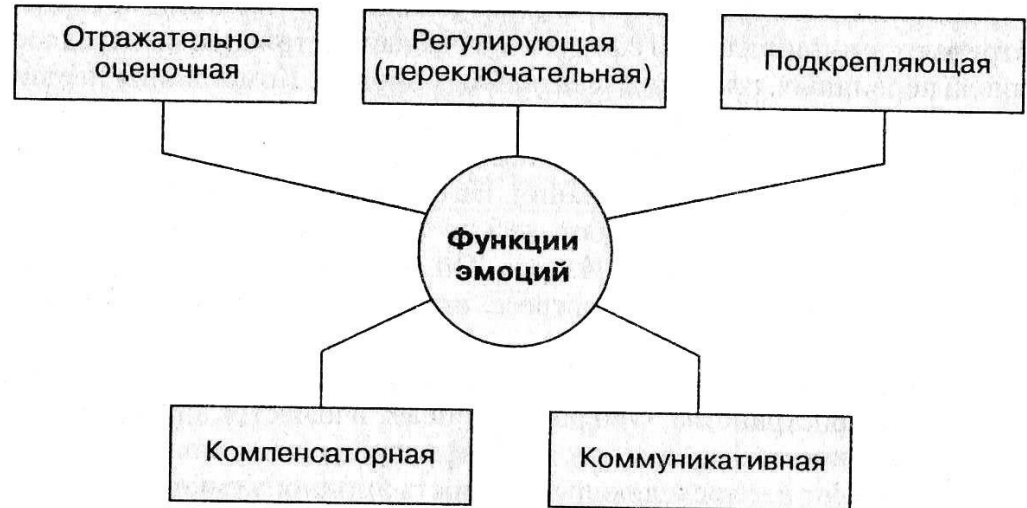 Отражательно-
оценочная
Регулирующая
(переключательная)
Подкрепляющая
Функции
эмоций
Компенсаторная
Коммуникативная